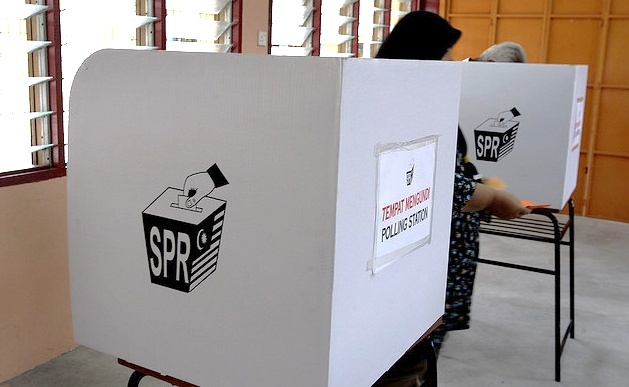 SPR
TEMPAT MENGUNDI
POLLING STATION
SPR